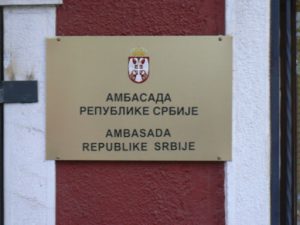 АМБАСАДА
РЕПУБЛИКЕ СРБИЈЕ
AMBASADA
REPUBLIKE SRBIJE